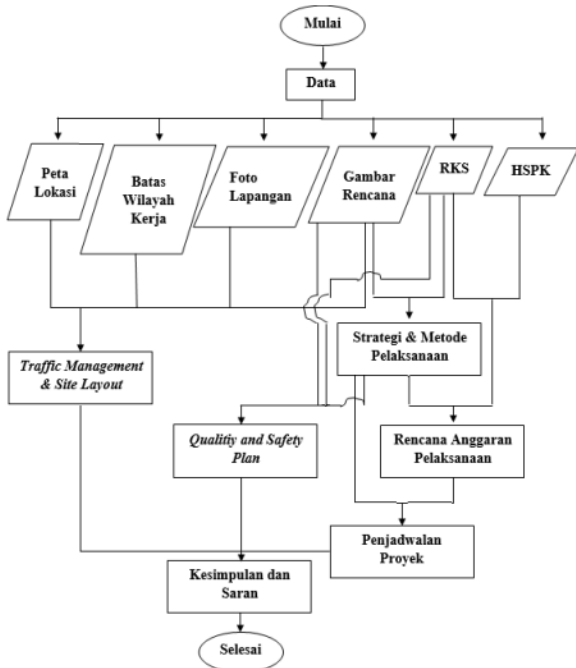 Mulai
Data
Peta
Lokasi
Batas
Wilayah
Kerja
Foto
Lapangan
Gambar
Rencana
RKS
HSPK
Strategi & Metode
Pelaksanaan
Traffic Management
& Site Layout
Qualitiy and Safety
Plan
Rencana Anggaran
Pelaksanaan
Penjadwalan
Proyek
Kesimpulan dan
Saran
Selesai